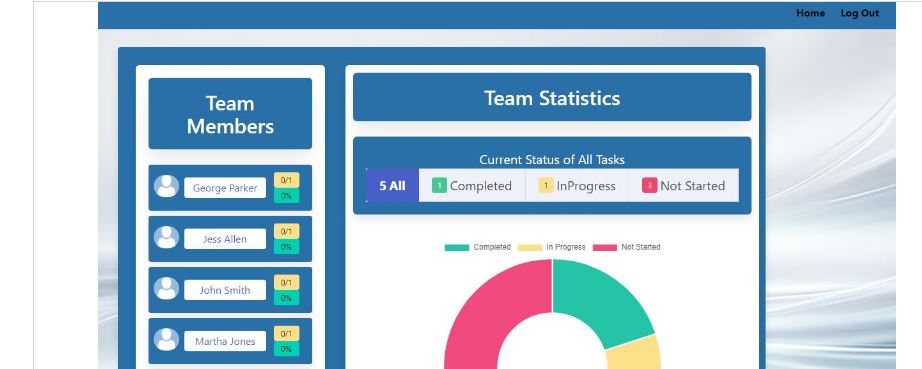 Home Log Out
Team
Members
George Parker 0/1
0%
Jess Allen 0/1
0%
John Smith 0/1
0%
Martha Jones 0/1
0%
Team Statistics
Current Status of All Tasks
5 All 1 Completed 1 InProgress 3 Not Started
Completed In Progress Not Started